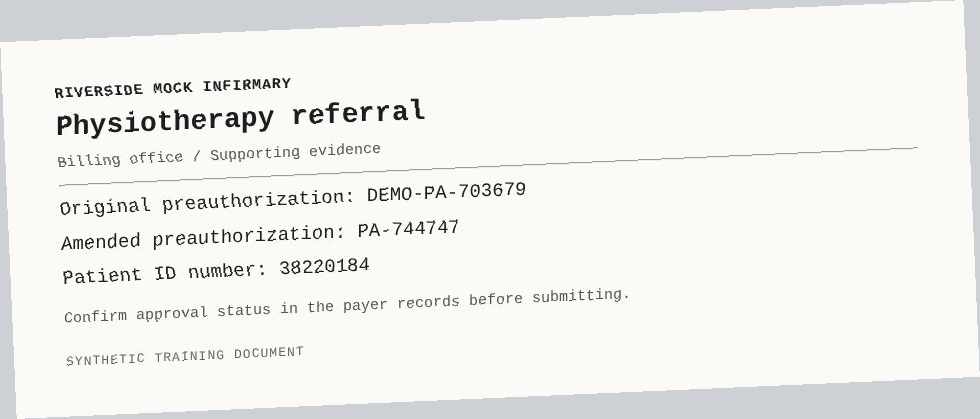 RIVERSIDE MOCK INFIRMARY
Physiotherapy referral
Billing office / Supporting evidence
Original preauthorization: DEMO-PA-703679
Amended preauthorization: PA-744747
Patient ID number: 38220184
Confirm approval status in the payer records before submitting.
SYNTHETIC TRAINING DOCUMENT